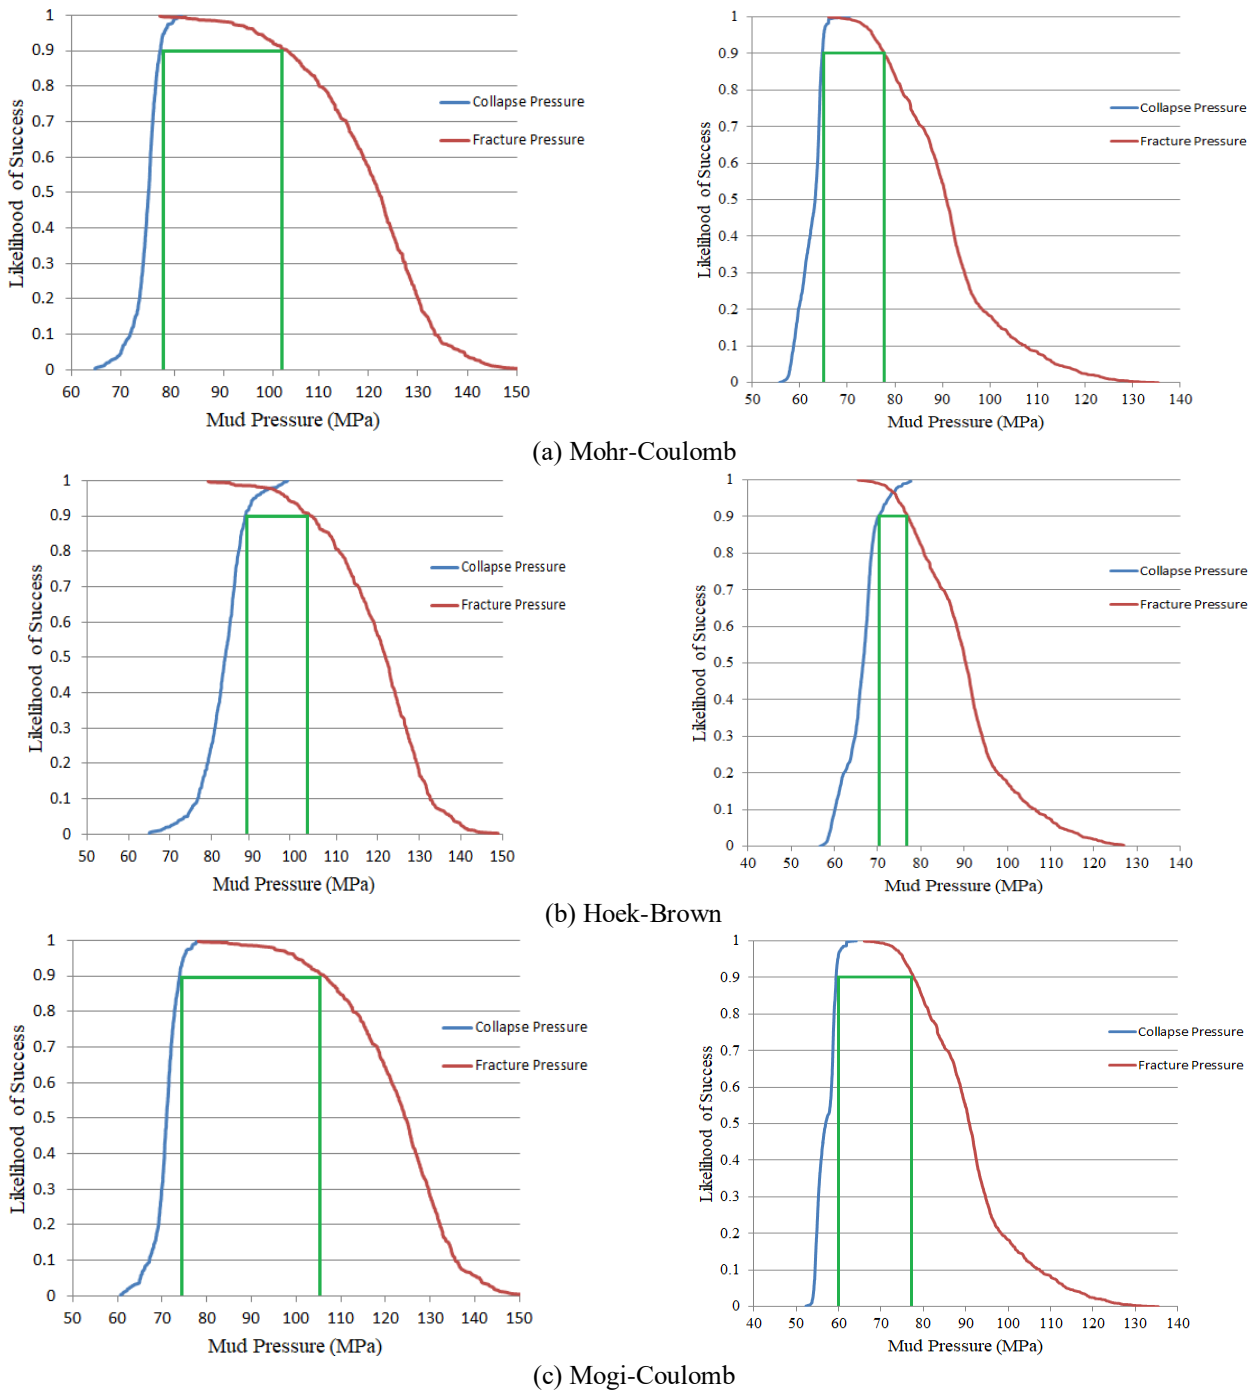 1
0.9
0.8
0.7
0.6
0.5
0.4
0.3
0.2
0.1
0
60 70 80 90 100 110 120 130 140 150
Likelihood of Success
Mud Pressure (MPa)
Collapse Pressure
Fracture Pressure
1
0.9
0.8
0.7
0.6
0.5
0.4
0.3
0.2
0.1
0
50 60 70 80 90 100 110 120 130 140
Likelihood of Success
Mud Pressure (MPa)
Collapse Pressure
Fracture Pressure
(a) Mohr-Coulomb
1
0.9
0.8
0.7
0.6
0.5
0.4
0.3
0.2
0.1
0
50 60 70 80 90 100 110 120 130 140 150
Likelihood of Success
Mud Pressure (MPa)
Collapse Pressure
Fracture Pressure
1
0.9
0.8
0.7
0.6
0.5
0.4
0.3
0.2
0.1
0
40 50 60 70 80 90 100 110 120 130 140
Likelihood of Success
Mud Pressure (MPa)
Collapse Pressure
Fracture Pressure
(b) Hoek-Brown
1
0.9
0.8
0.7
0.6
0.5
0.4
0.3
0.2
0.1
0
50 60 70 80 90 100 110 120 130 140 150
Likelihood of Success
Mud Pressure (MPa)
Collapse Pressure
Fracture Pressure
1
0.9
0.8
0.7
0.6
0.5
0.4
0.3
0.2
0.1
0
40 50 60 70 80 90 100 110 120 130 140
Likelihood of Success
Mud Pressure (MPa)
Collapse Pressure
Fracture Pressure
(c) Mogi-Coulomb